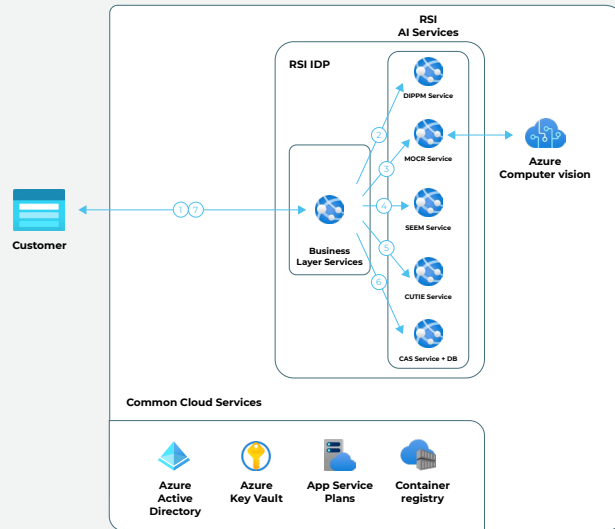 RSI
AI Services
RSI IDP
DIPPM Service
2
MOCR Service
3
Azure
Computer vision
1 7
4
Customer
SEEM Service
Business
Layer Services
5
6
CUTIE Service
CAS Service + DB
Common Cloud Services
Azure
Active
Directory
Azure
Key Vault
App Service
Plans
Container
registry